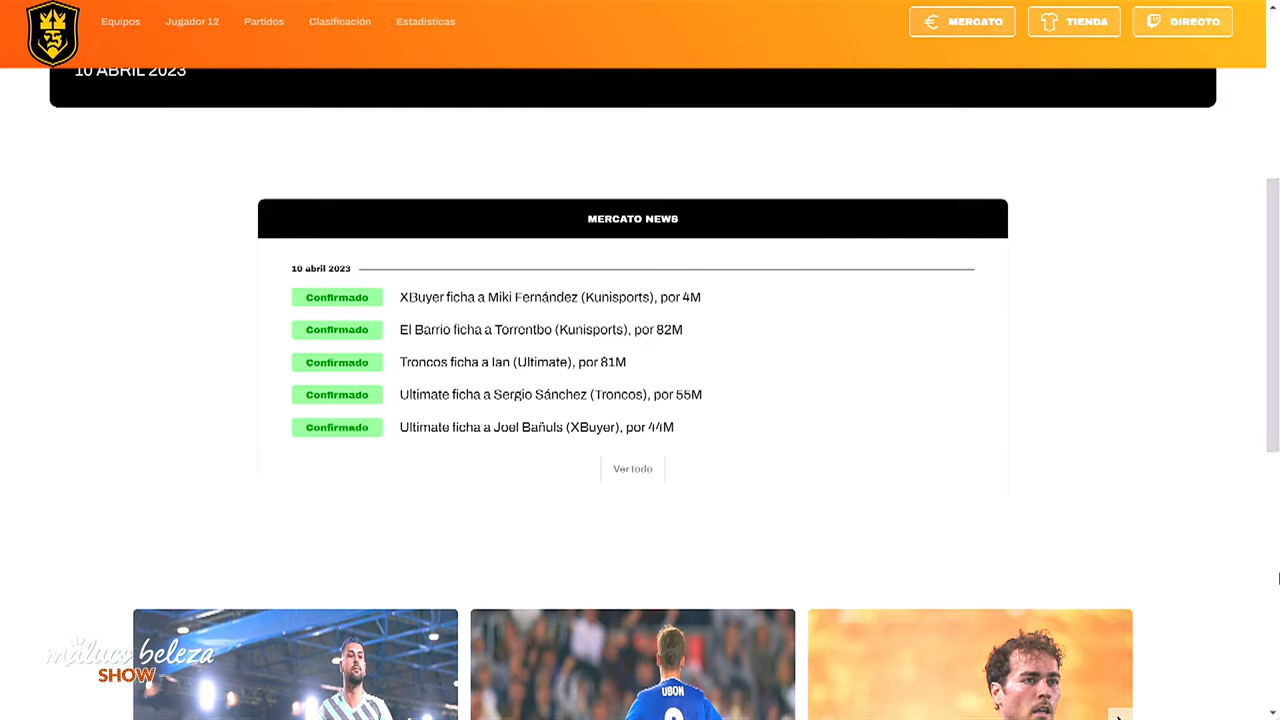 Equipos Jugador 12 Partidos Clasificación Estadísticas MERCATO TIENDA DIRECTO
10 ABRIL 2023
MERCATO NEWS
10 abril 2023
Confirmado XBuyer ficha a Miki Fernández (Kunisports), por 4M
Confirmado El Barrio ficha a Torrentbo (Kunisports), por 82M
Confirmado Troncos ficha a Ian (Ultimate), por 81M
Confirmado Ultimate ficha a Sergio Sánchez (Troncos), por 55M
Confirmado Ultimate ficha a Joel Bañuls (XBuyer), por 44M
Ver todo
maluco beleza
SHOW
UBON